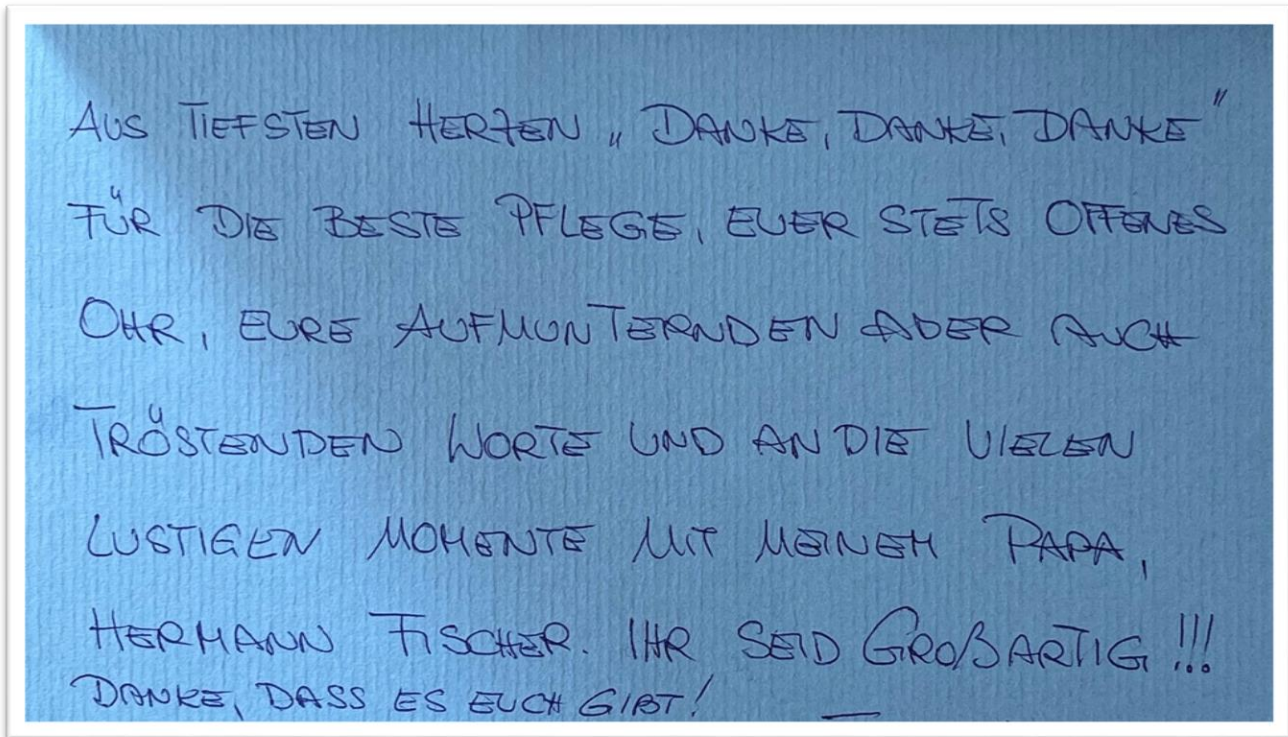 AUS TIEFSTEN HERZEN „DANKE, DANKE, DANKE"
FÜR DIE BESTE PFLEGE, EUER STETS OFFENES
OHR, EURE AUFMUNTERNDEN ABER AUCH
TRÖSTENDEN WORTE UND AN DIE VIELEN
LUSTIGEN MOMENTE MIT MEINEM PAPA,
HERMANN FISCHER. IHR SEID GROßARTIG!!!
DANKE, DASS ES EUCH GIBT!